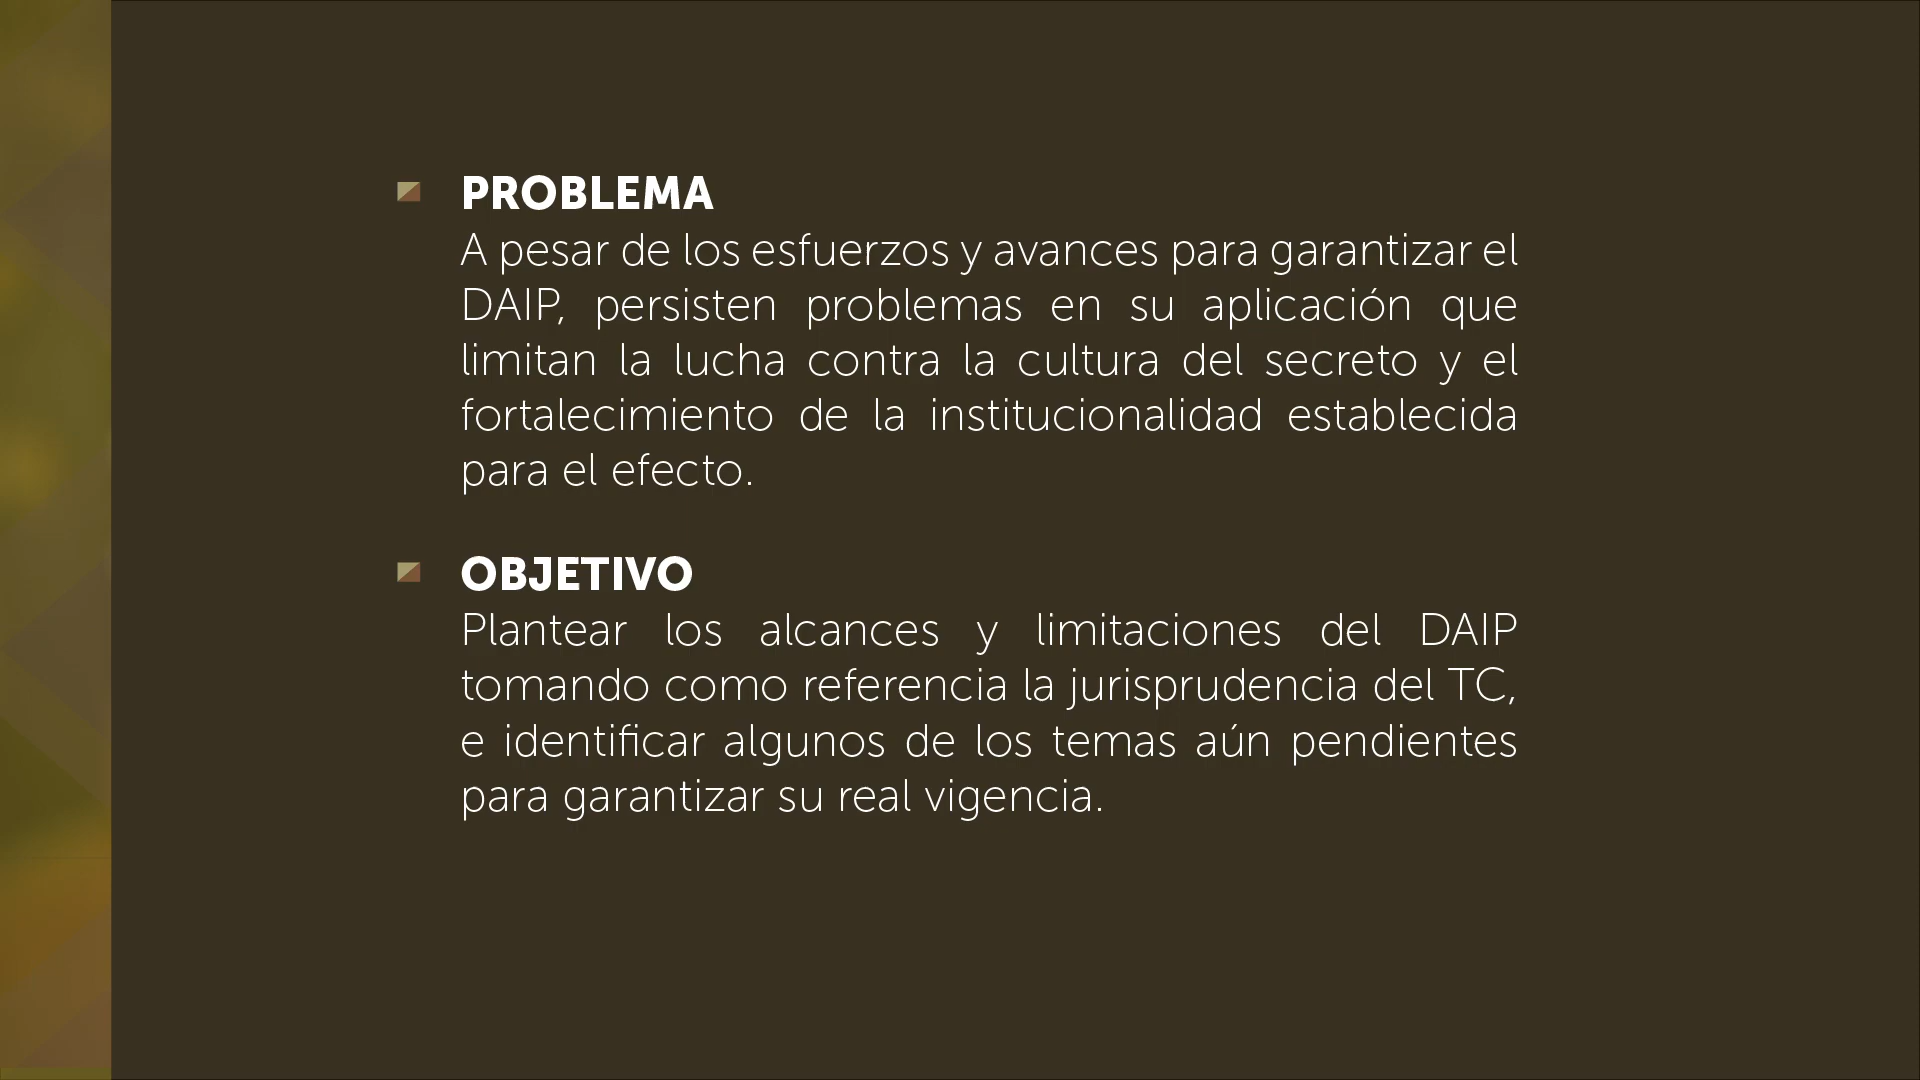 PROBLEMA
A pesar de los esfuerzos y avances para garantizar el
DAIP, persisten problemas en su aplicación que
limitan la lucha contra la cultura del secreto y el
fortalecimiento de la institucionalidad establecida
para el efecto.
OBJETIVO
Plantear los alcances y limitaciones del DAIP
tomando como referencia la jurisprudencia del TC,
e identificar algunos de los temas aún pendientes
para garantizar su real vigencia.